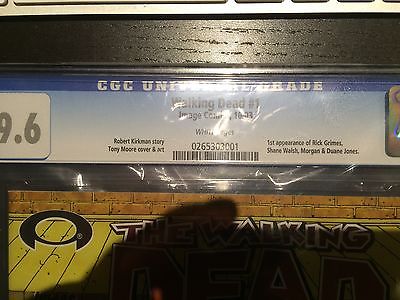 CGC UNIVERSAL GRADE
9.6
Walking Dead #1
Image Comics, 10/03
White Pages
Robert Kirkman story
Tony Moore cover & art
0265303001
1st appearance of Rick Grimes,
Shane Walsh, Morgan & Duane Jones.
THE WALKING
DEAD